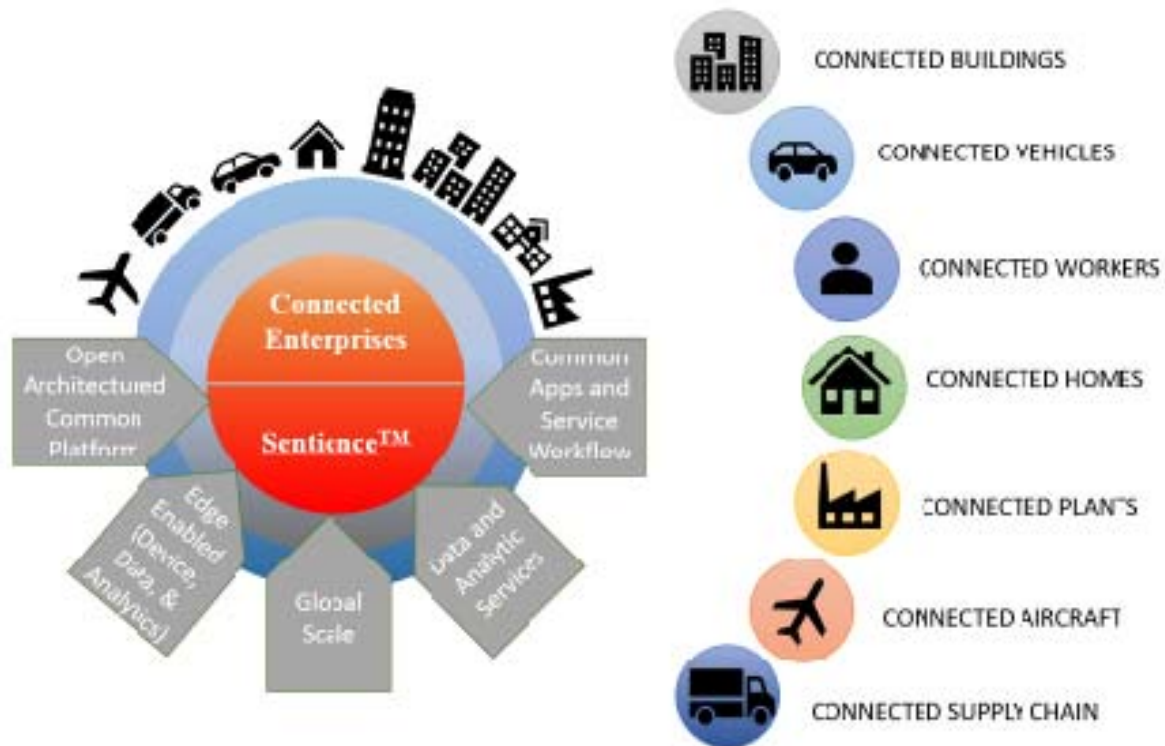 Connected
Enterprises
Sentience™
Open
Architectured
Common
Platform
Edge
Enabled
(Device,
Data, &
Analytics)
Global
Scale
Data and
Analytic
Services
Common
Apps and
Service
Workflow
CONNECTED BUILDINGS
CONNECTED VEHICLES
CONNECTED WORKERS
CONNECTED HOMES
CONNECTED PLANTS
CONNECTED AIRCRAFT
CONNECTED SUPPLY CHAIN